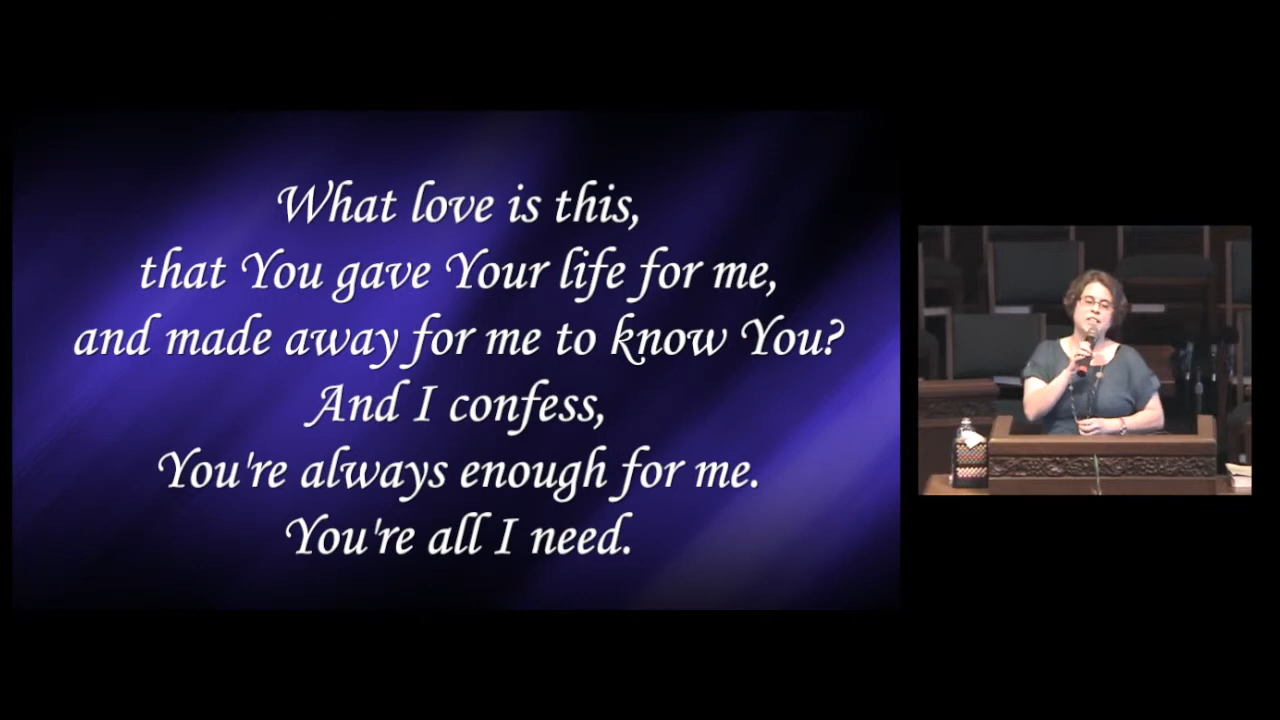 What love is this,
that You gave Your life for me,
and made away for me to know You?
And I confess,
You're always enough for me.
You're all I need.